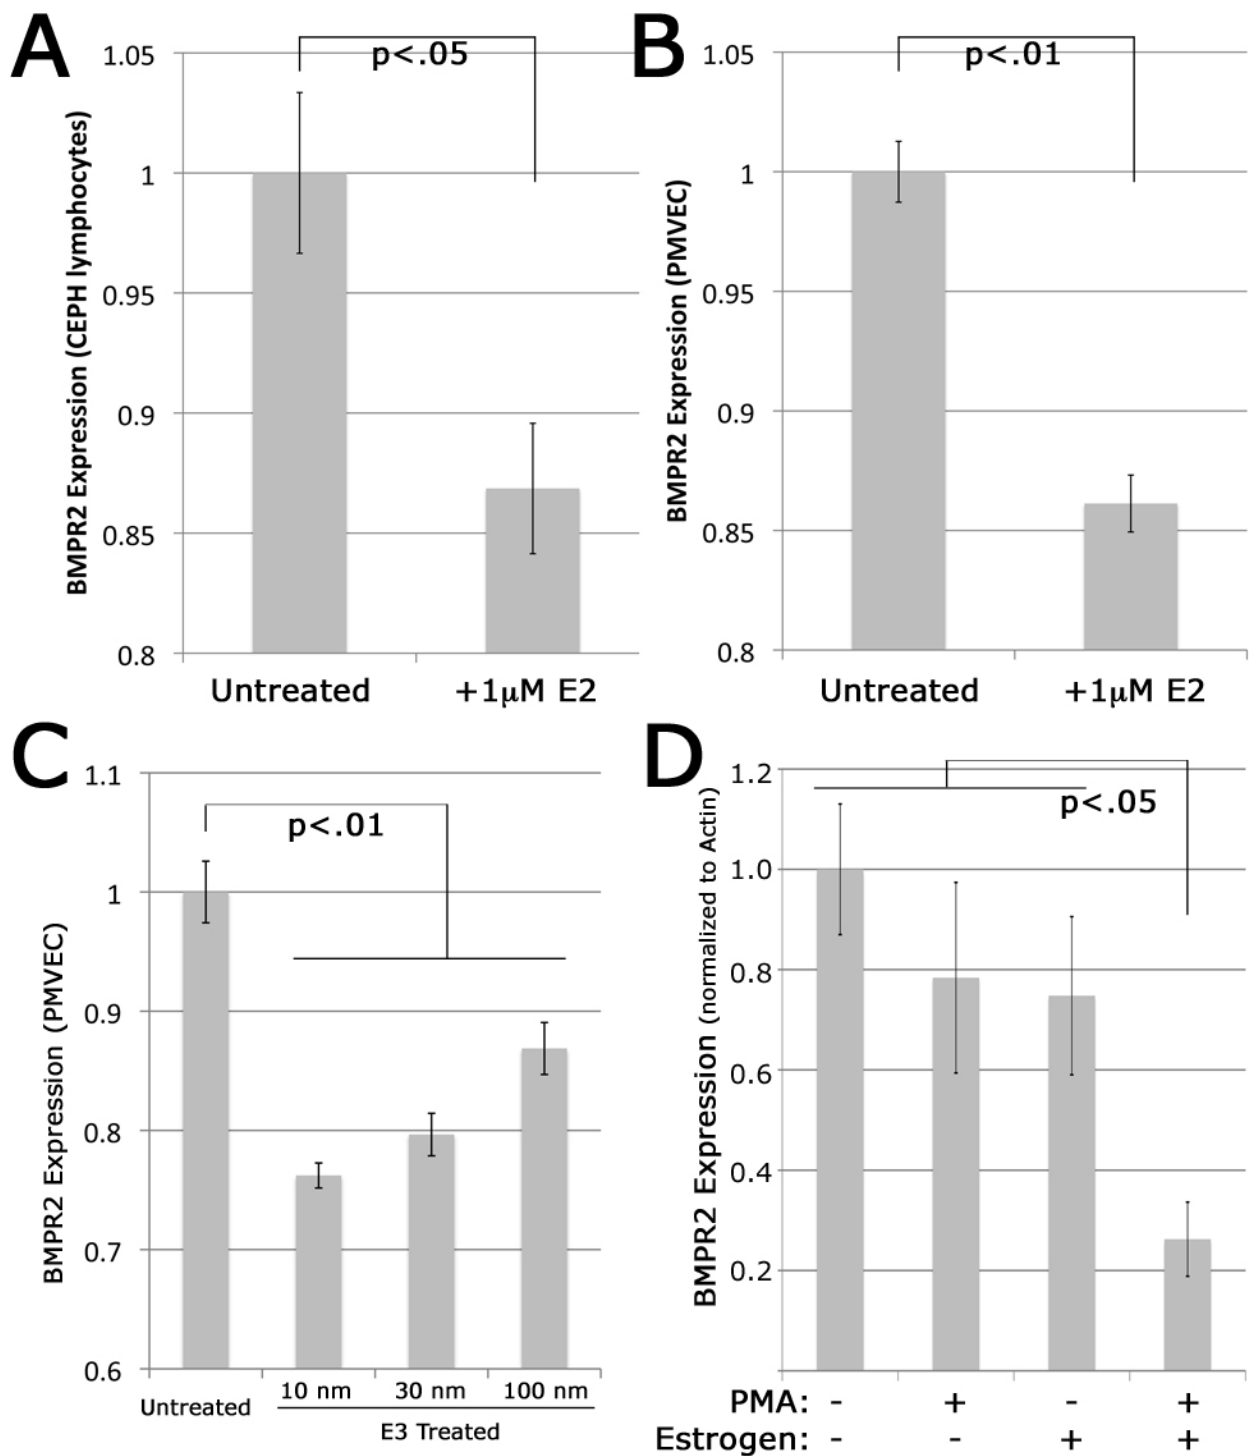 A
BMPR2 Expression (CEPH lymphocytes)
1.05
1
0.95
0.9
0.85
0.8
p<.05
Untreated
+1μM E2
B
BMPR2 Expression (PMVEC)
1.05
1
0.95
0.9
0.85
0.8
p<.01
Untreated
+1μM E2
C
BMPR2 Expression (PMVEC)
1.1
1
0.9
0.8
0.7
0.6
p<.01
Untreated
10 nm
30 nm
100 nm
E3 Treated
D
BMPR2 Expression (normalized to Actin)
1.2
1.0
0.8
0.6
0.4
0.2
p<.05
PMA: - + - +
Estrogen: - - + +